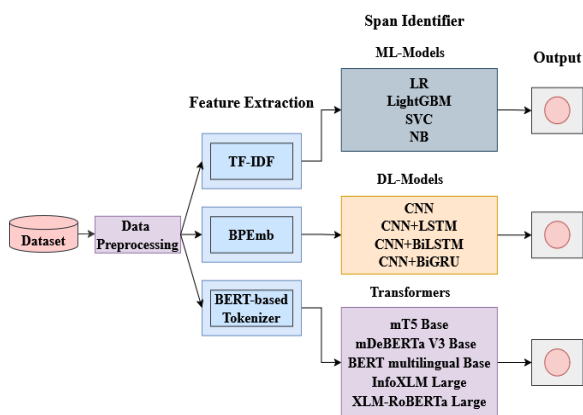 Span Identifier
ML-Models
Output
LR
LightGBM
SVC
NB
Feature Extraction
TF-IDF
DL-Models
Dataset
Data
Preprocessing
BPEmb
CNN
CNN+LSTM
CNN+BiLSTM
CNN+BiGRU
BERT-based
Tokenizer
Transformers
mT5 Base
mDeBERTa V3 Base
BERT multilingual Base
InfoXLM Large
XLM-RoBERTa Large